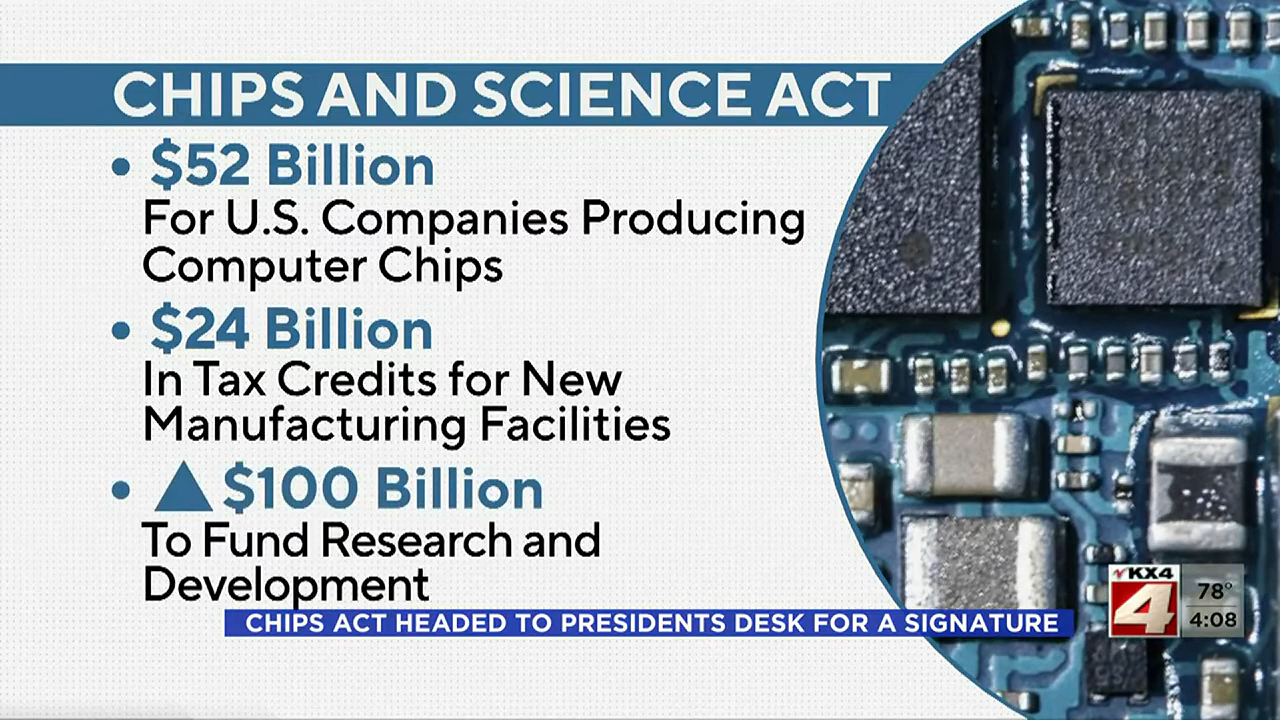 CHIPS AND SCIENCE ACT
• $52 Billion
For U.S. Companies Producing
Computer Chips
• $24 Billion
In Tax Credits for New
Manufacturing Facilities
• ▲$100 Billion
To Fund Research and
Development
CHIPS ACT HEADED TO PRESIDENTS DESK FOR A SIGNATURE
KX4
4
78°
4:08